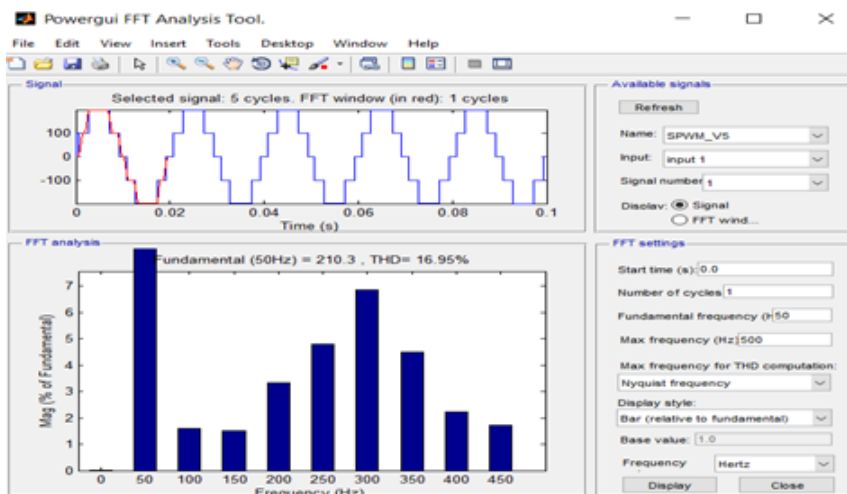 Powergui FFT Analysis Tool.
File Edit View Insert Tools Desktop Window Help
Signal
Selected signal: 5 cycles. FFT window (in red): 1 cycles
100
0
-100
0 0.02 0.04 0.06 0.08 0.1
Time (s)
Available signals
Refresh
Name: SPWM_V5
Input: input 1
Signal number: 1
Display: Signal
FFT wind...
FFT analysis
Fundamental (50Hz) = 210.3 , THD= 16.95%
Mag (% of Fundamental)
7
6
5
4
3
2
1
0
0 50 100 150 200 250 300 350 400 450
Frequency (Hz)
FFT settings
Start time (s): 0.0
Number of cycles 1
Fundamental frequency (H 50
Max frequency (Hz) 500
Max frequency for THD computation:
Nyquist frequency
Display style:
Bar (relative to fundamental)
Base value: 1.0
Frequency Hertz
Display Close